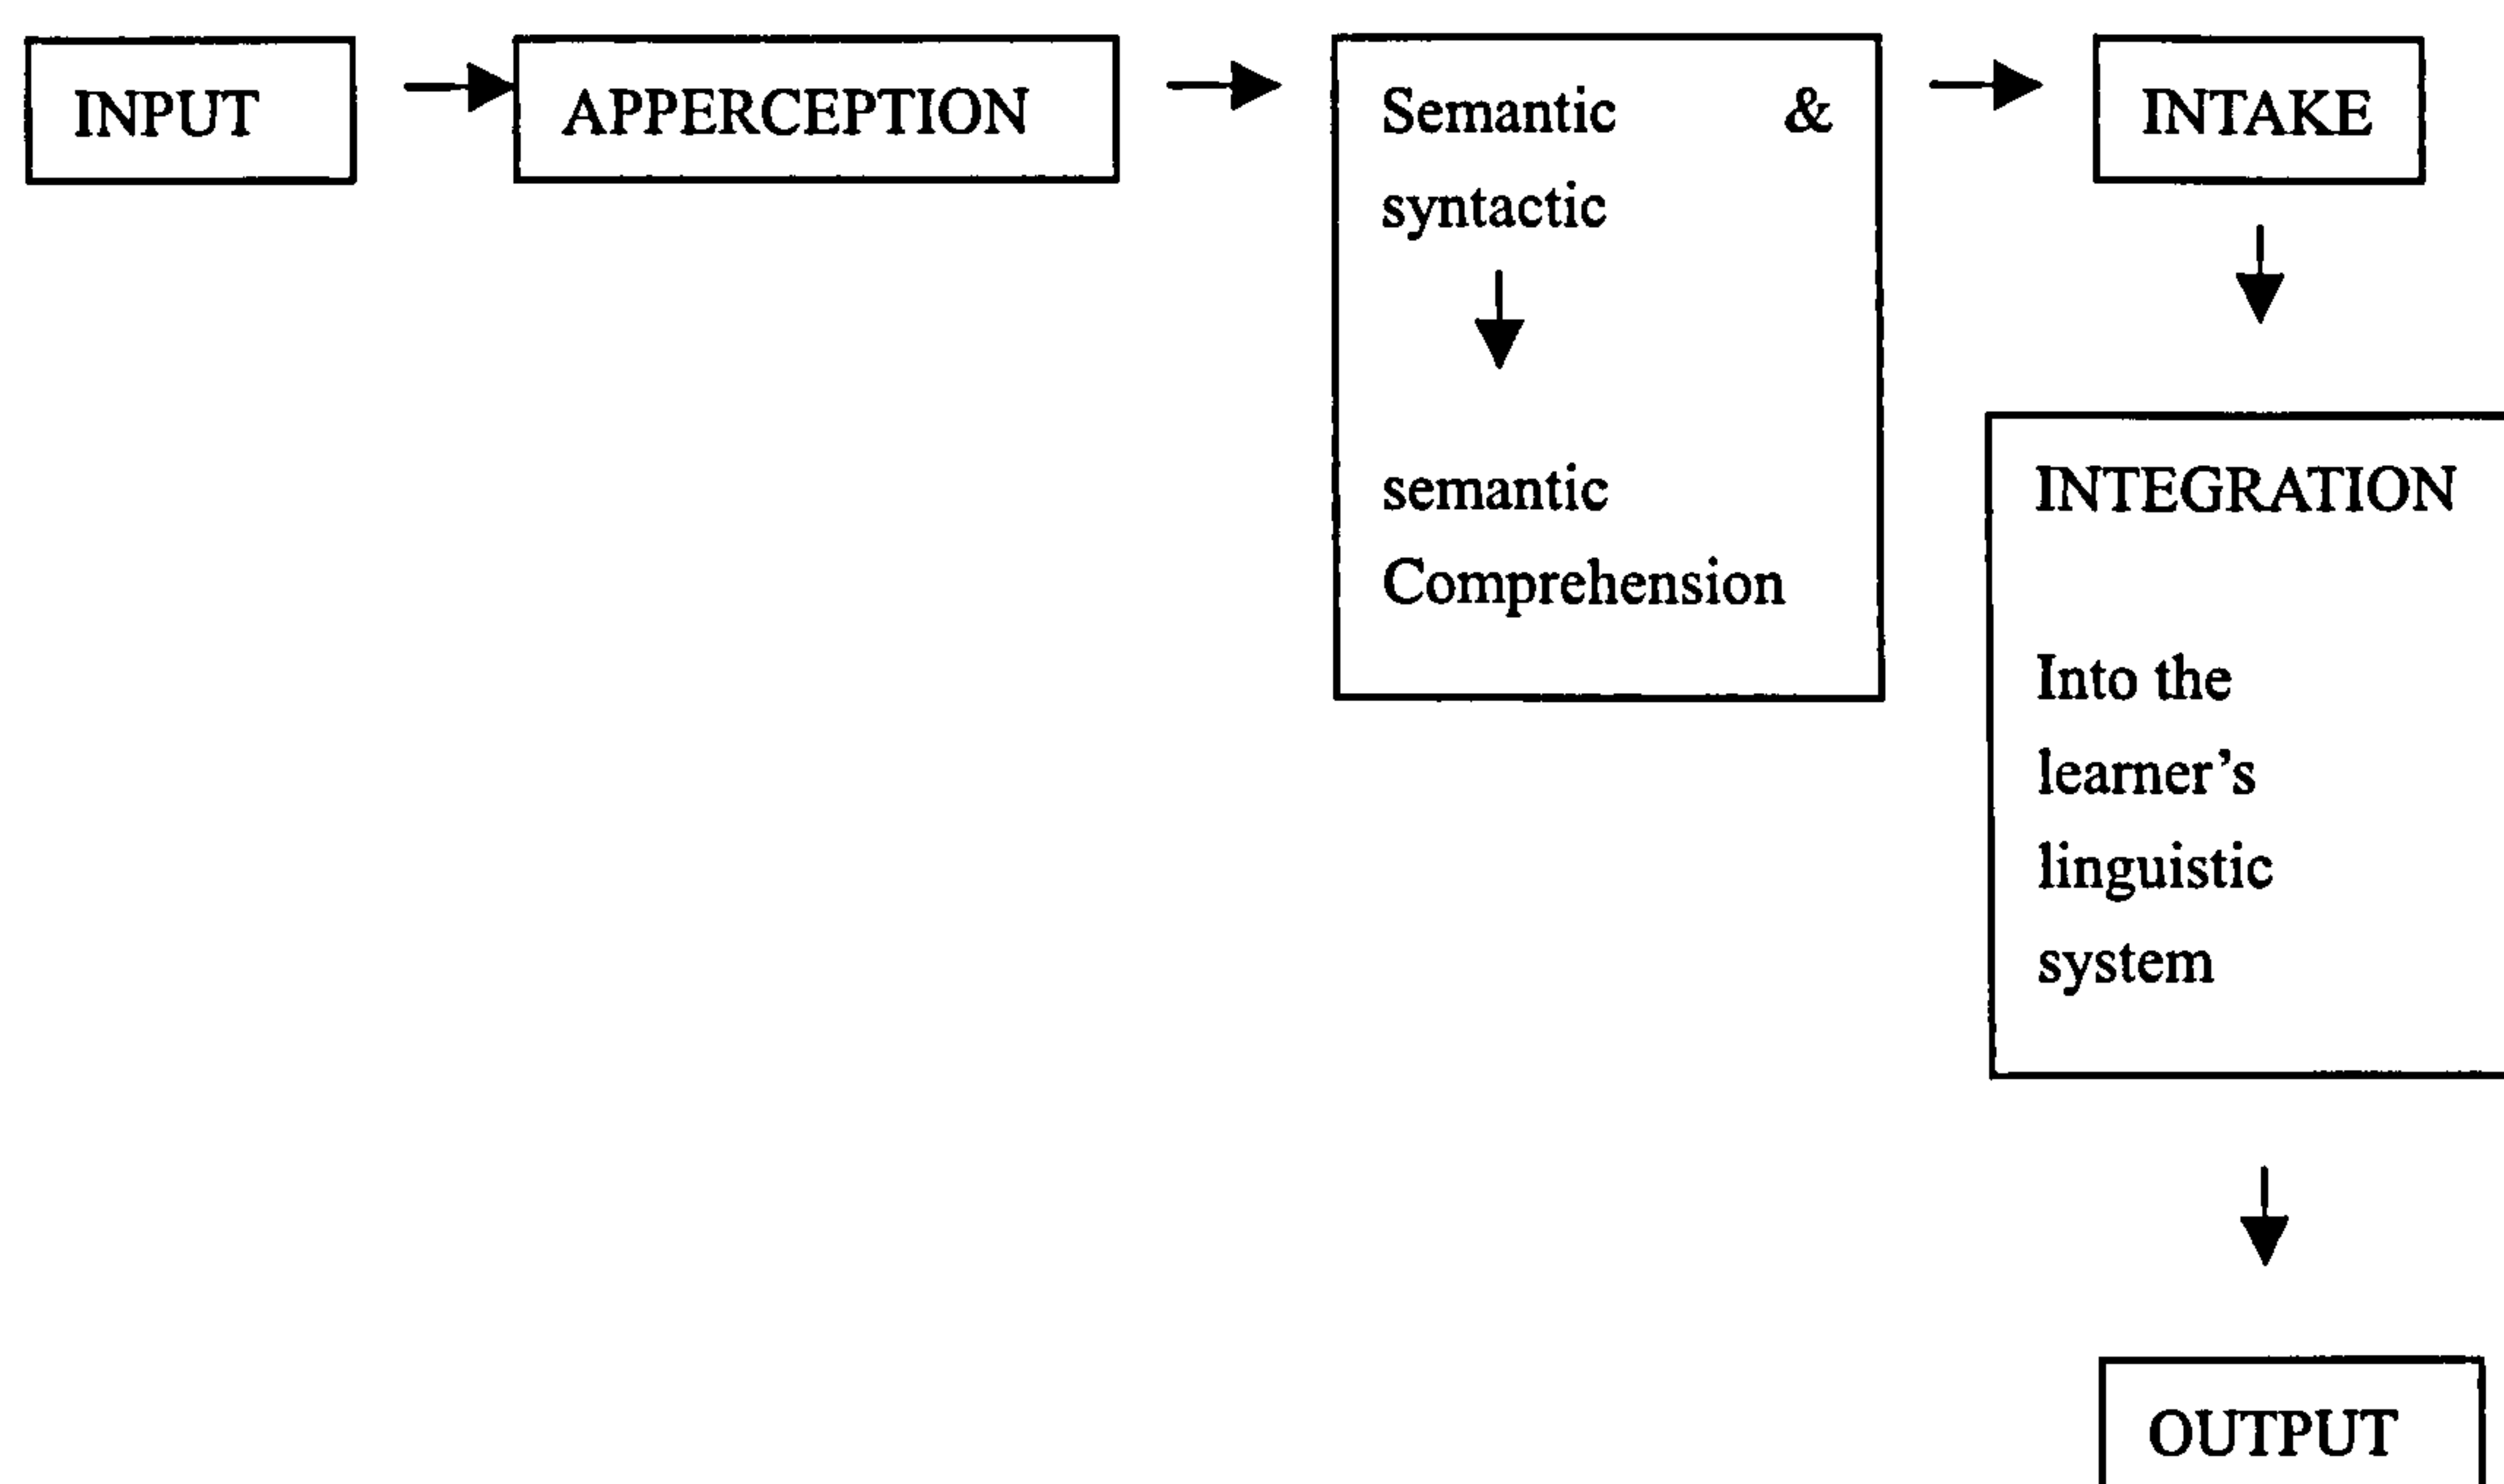 INPUT
APPERCEPTION
Semantic &
syntactic
semantic
Comprehension
INTAKE
INTEGRATION
Into the
learner's
linguistic
system
OUTPUT